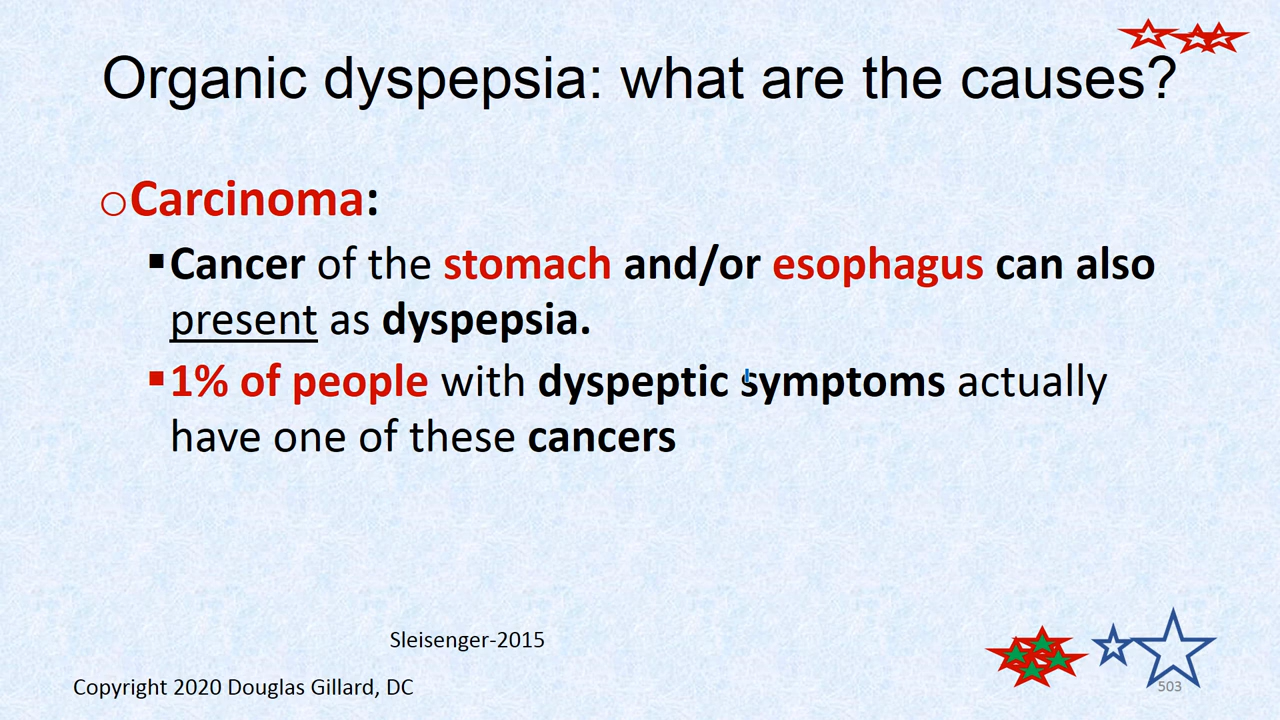 Organic dyspepsia: what are the causes?
Carcinoma:
Cancer of the stomach and/or esophagus can also
present as dyspepsia.
1% of people with dyspeptic symptoms actually
have one of these cancers
Sleisenger-2015
Copyright 2020 Douglas Gillard, DC
503